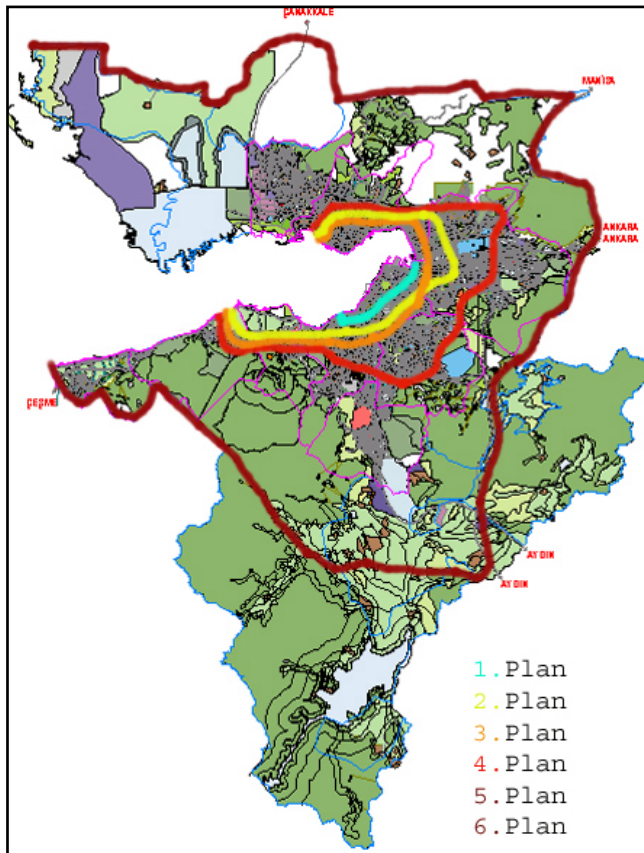 ÇANAKKALE
MANİSA
ANKARA
ANKARA
ÇEŞME
AYDIN
AYDIN
1.Plan
2.Plan
3.Plan
4.Plan
5.Plan
6.Plan